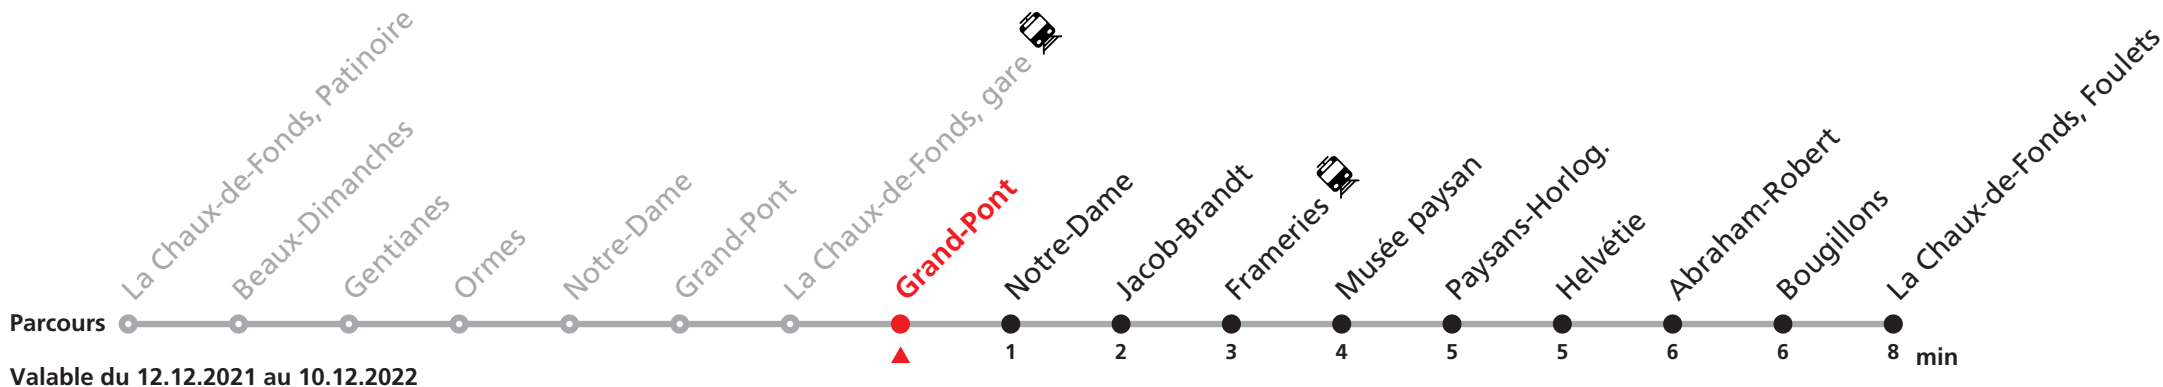 La Chaux-de-Fonds, Patinoire
Beaux-Dimanches
Gentianes
Ormes
Notre-Dame
Grand-Pont
La Chaux-de-Fonds, gare
Grand-Pont
Notre-Dame
Jacob-Brandt
Frameries
Musée paysan
Paysans-Horlog.
Helvétie
Abraham-Robert
Bougillons
La Chaux-de-Fonds, Foulets
Parcours
1 2 3 4 5 5 6 6 8 min
Valable du 12.12.2021 au 10.12.2022